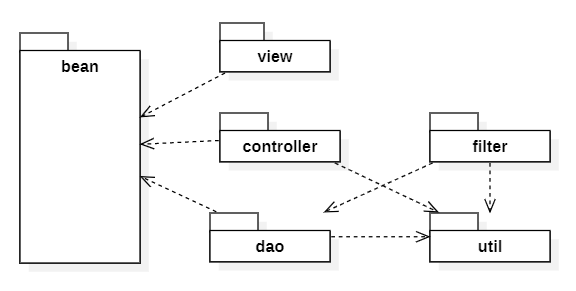 bean
view
controller
filter
dao
util